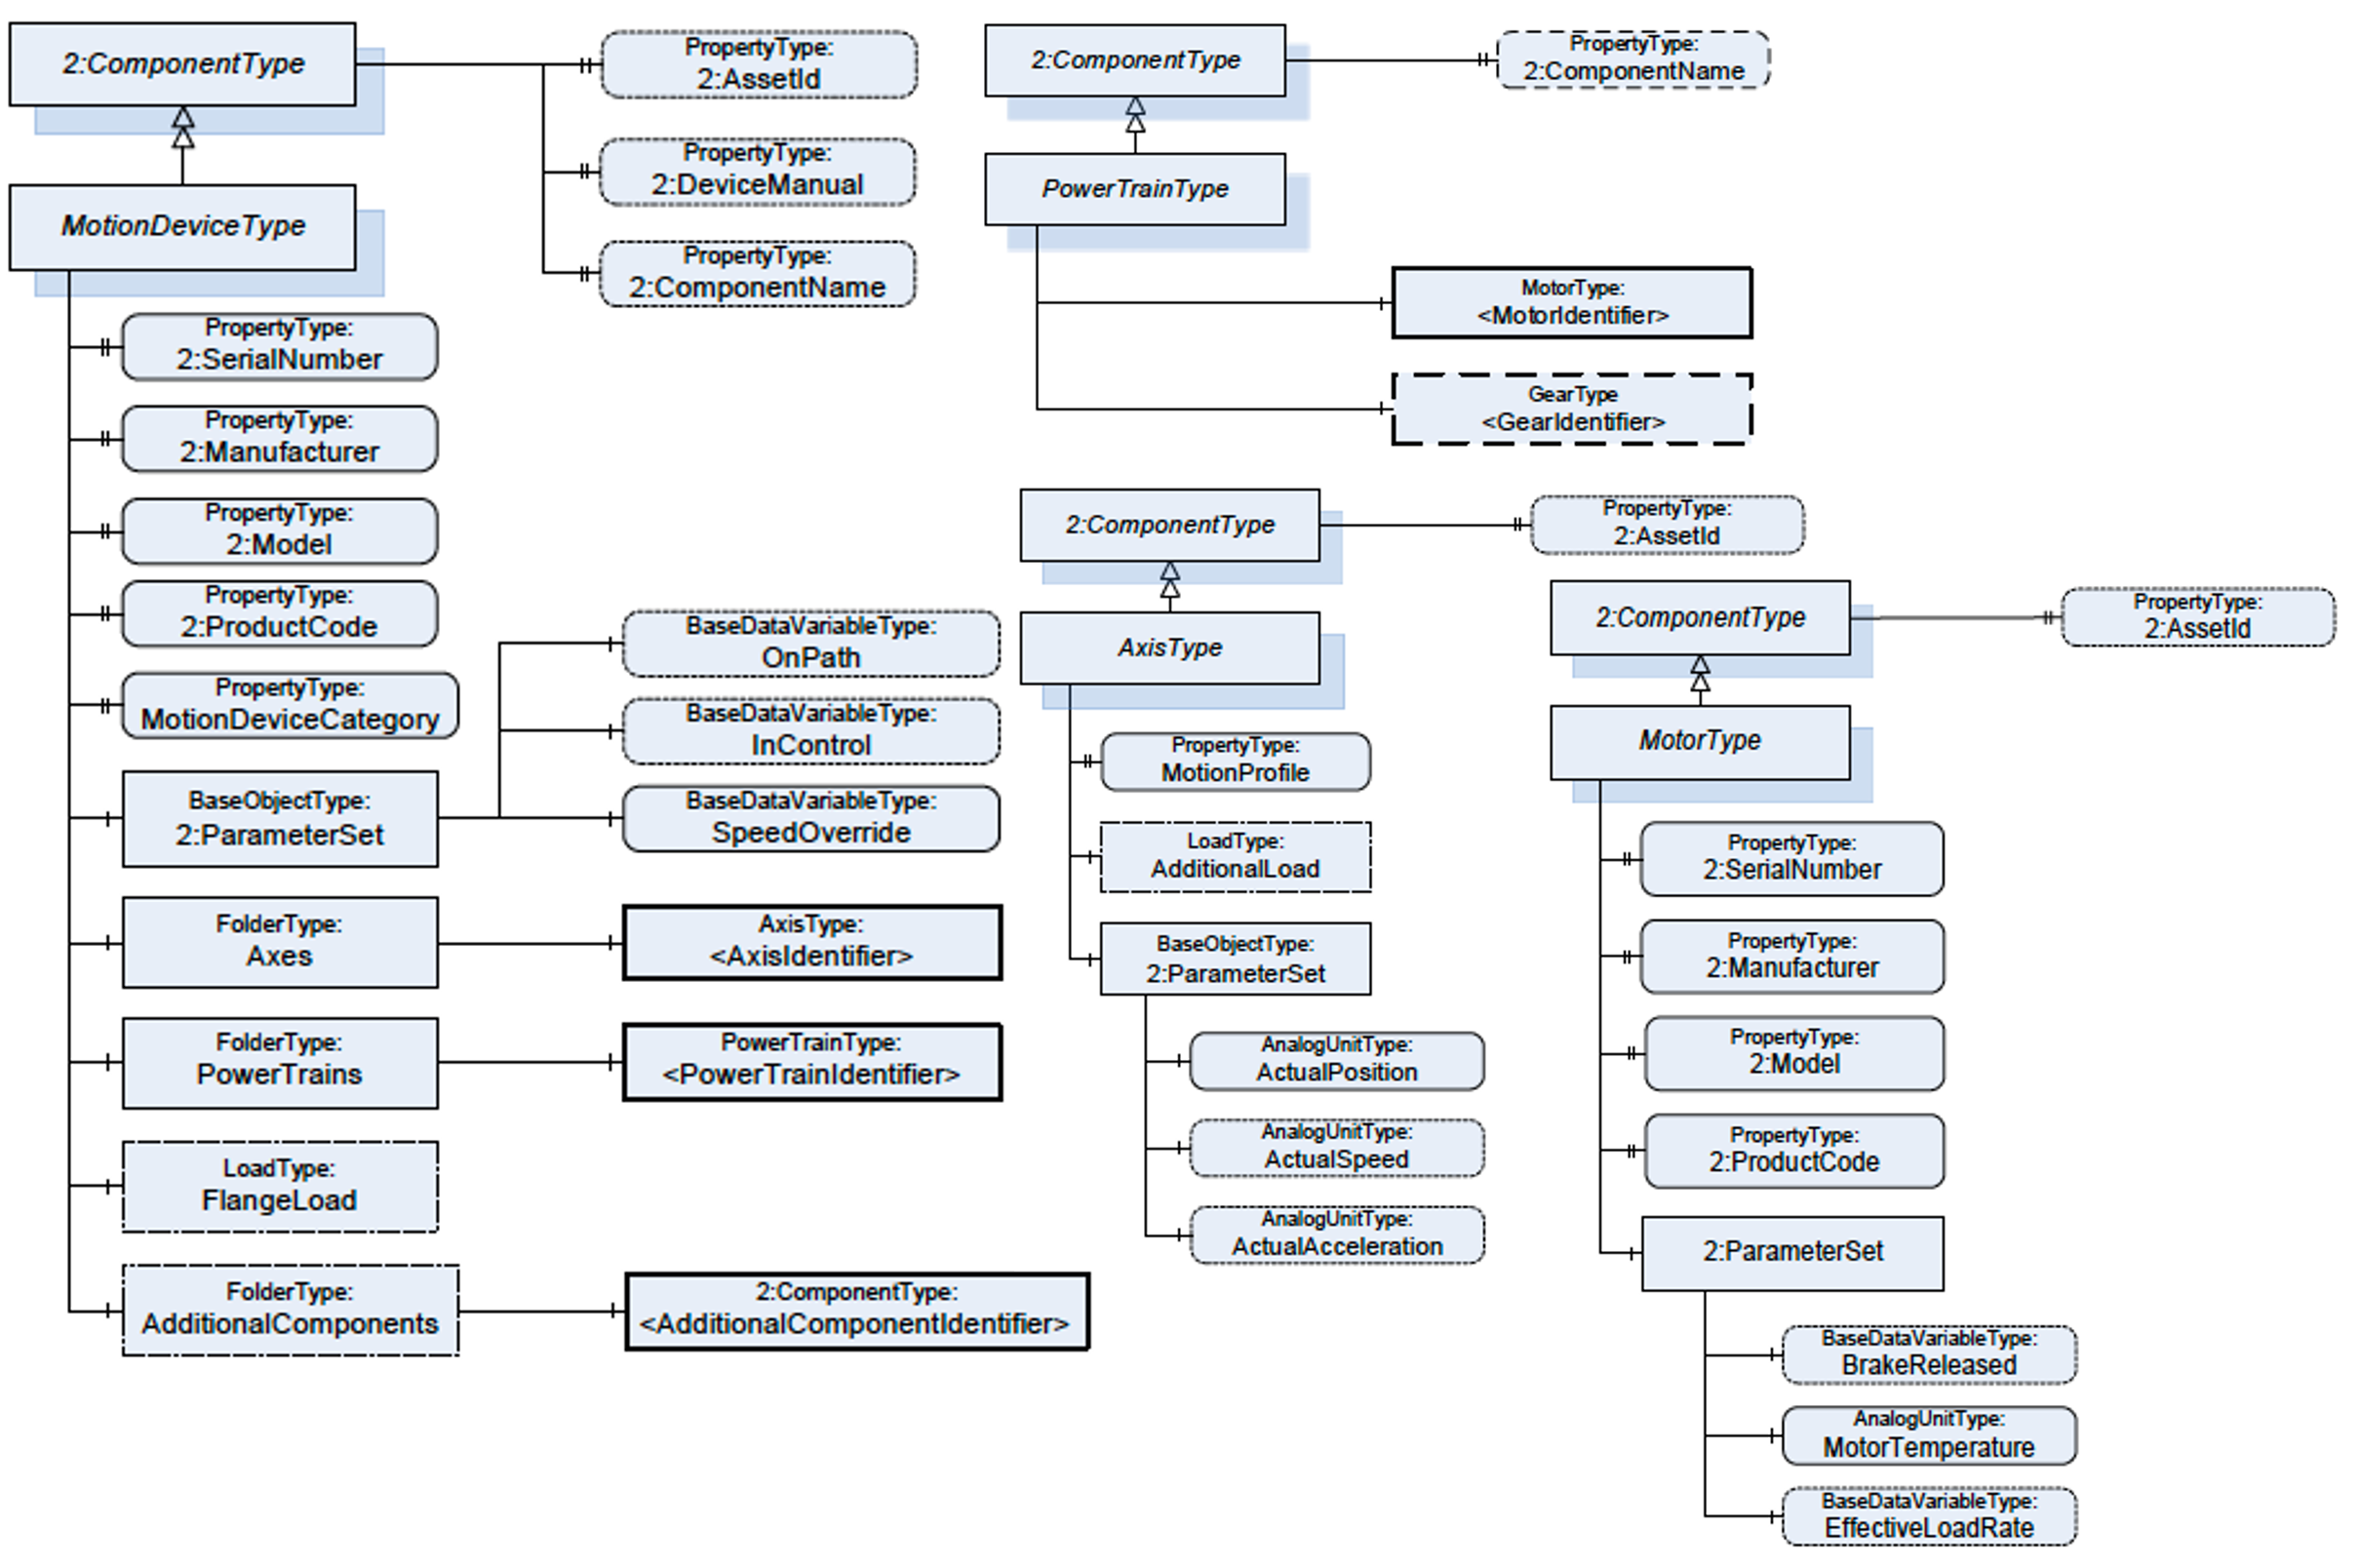 2:ComponentType
PropertyType:
2:AssetId
PropertyType:
2:DeviceManual
PropertyType:
2:ComponentName
MotionDeviceType
PropertyType:
2:SerialNumber
PropertyType:
2:Manufacturer
PropertyType:
2:Model
PropertyType:
2:ProductCode
PropertyType:
MotionDeviceCategory
BaseObjectType:
2:ParameterSet
BaseDataVariableType:
OnPath
BaseDataVariableType:
InControl
BaseDataVariableType:
SpeedOverride
FolderType:
Axes
AxisType:
<AxisIdentifier>
FolderType:
PowerTrains
PowerTrainType:
<PowerTrainIdentifier>
LoadType:
FlangeLoad
FolderType:
AdditionalComponents
2:ComponentType:
<AdditionalComponentIdentifier>
2:ComponentType
PropertyType:
2:ComponentName
PowerTrainType
MotorType:
<MotorIdentifier>
GearType
<GearIdentifier>
2:ComponentType
PropertyType:
2:AssetId
AxisType
PropertyType:
MotionProfile
LoadType:
AdditionalLoad
BaseObjectType:
2:ParameterSet
AnalogUnitType:
ActualPosition
AnalogUnitType:
ActualSpeed
AnalogUnitType:
ActualAcceleration
2:ComponentType
PropertyType:
2:AssetId
MotorType
PropertyType:
2:SerialNumber
PropertyType:
2:Manufacturer
PropertyType:
2:Model
PropertyType:
2:ProductCode
2:ParameterSet
BaseDataVariableType:
BrakeReleased
AnalogUnitType:
MotorTemperature
BaseDataVariableType:
EffectiveLoadRate